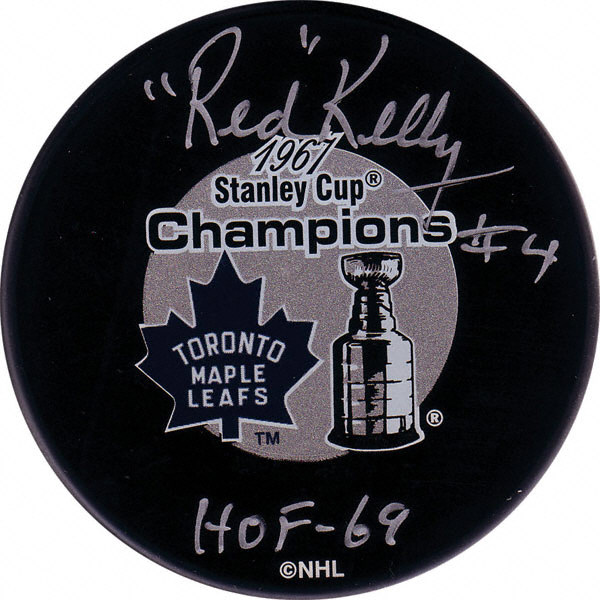 "Red" Kelly
#4
1967
Stanley Cup®
Champions
TORONTO
MAPLE
LEAFS
TM
®
HOF-69
©NHL